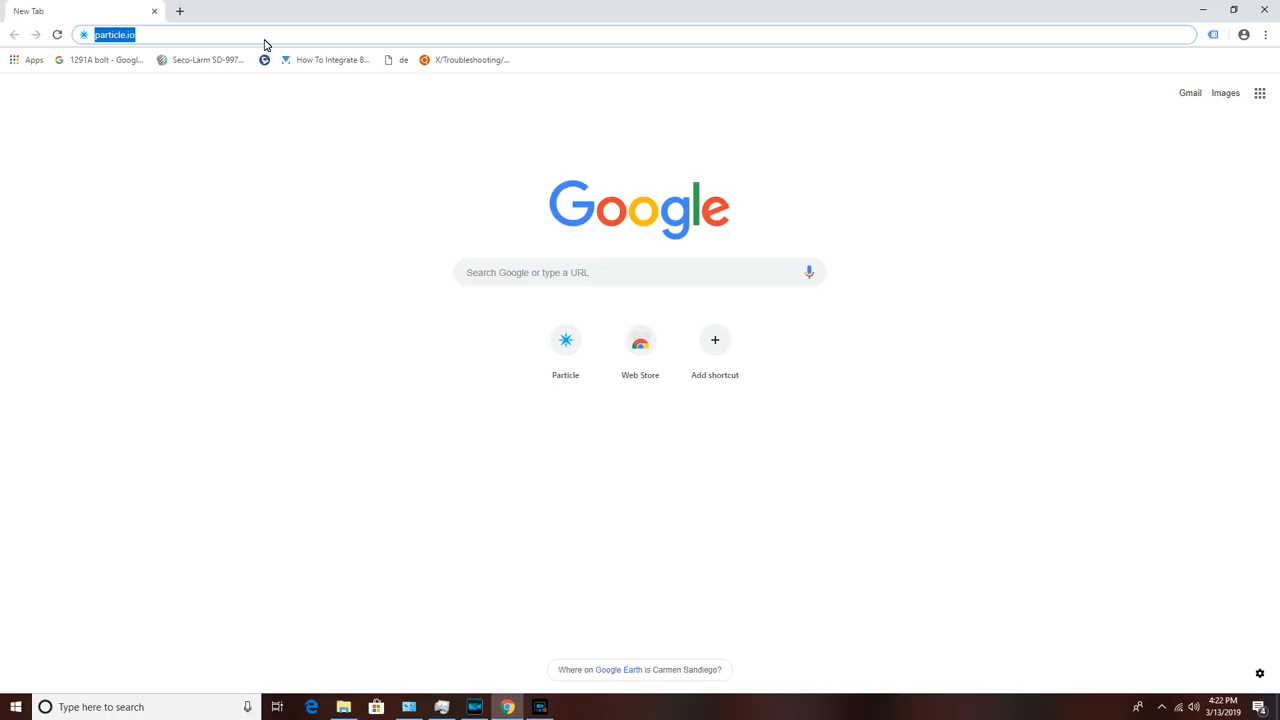 New Tab
particle.io
Apps
1291A bolt - Googl...
Seco-Larm SD-997...
How To Integrate B...
de
X/Troubleshooting/...
Gmail
Images
Google
Search Google or type a URL
Particle
Web Store
Add shortcut
Where on Google Earth is Carmen Sandiego?
Type here to search
4:22 PM
3/13/2019